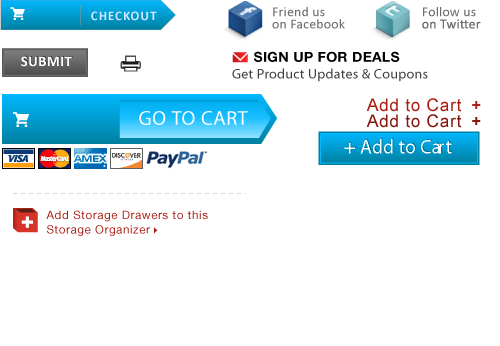 CHECKOUT
Friend us
on Facebook
Follow us
on Twitter
SUBMIT
SIGN UP FOR DEALS
Get Product Updates & Coupons
GO TO CART
Add to Cart +
Add to Cart +
+ Add to Cart
VISA MasterCard AMEX DISCOVER PayPal
Add Storage Drawers to this
Storage Organizer